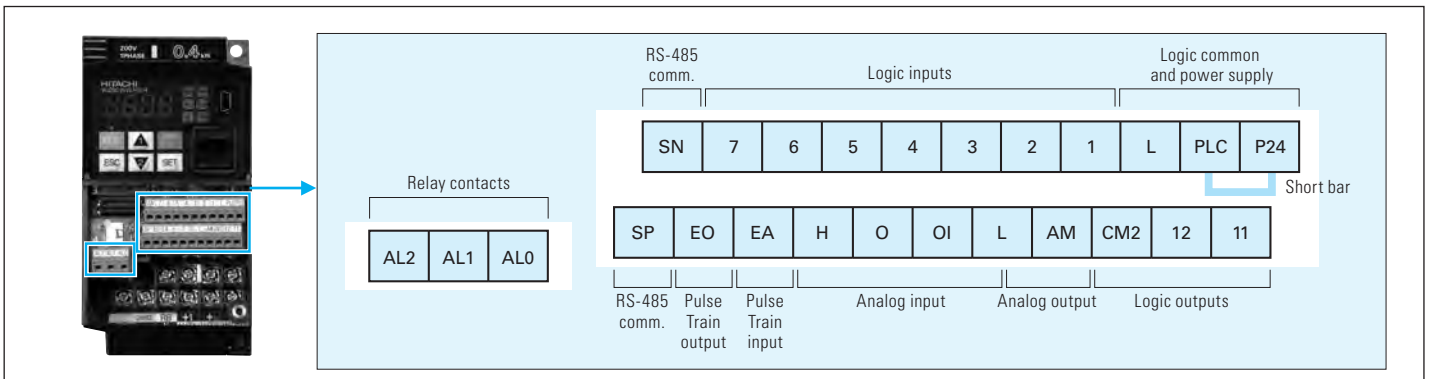 200V
0.4
HITACHI
ESC
SET
RS-485
comm.
Logic inputs
Logic common
and power supply
SN 7 6 5 4 3 2 1 L PLC P24
Short bar
Relay contacts
AL2 AL1 AL0
SP EO EA H O OI L AM CM2 12 11
RS-485
comm.
Pulse
Train
output
Pulse
Train
input
Analog input
Analog output
Logic outputs